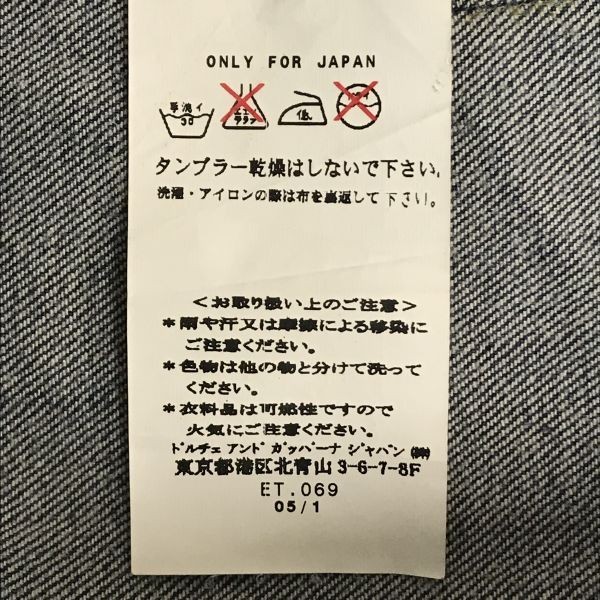 ONLY FOR JAPAN
手洗イ
30
低
タンブラー乾燥はしないで下さい。
洗濯・アイロンの際は布を裏返して下さい。
＜お取り扱い上のご注意＞
＊雨や汗又は摩擦による移染に
ご注意ください。
＊色物は他の物と分けて洗って
ください。
＊衣料品は可燃性ですので
火気にご注意ください。
ドルチェ アンド ガッバーナ ジャパン ㈱
東京都港区北青山 3-6-7-8F
ET.069
05/1